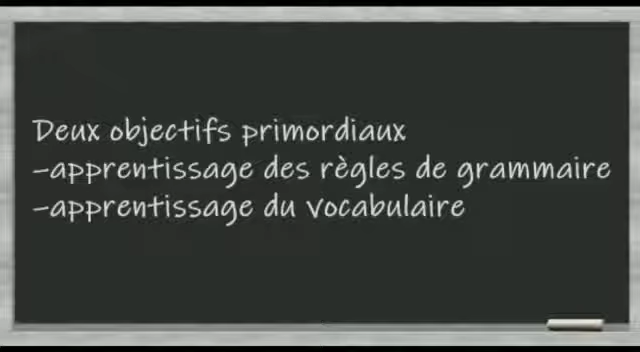 Deux objectifs primordiaux
-apprentissage des règles de grammaire
-apprentissage du vocabulaire